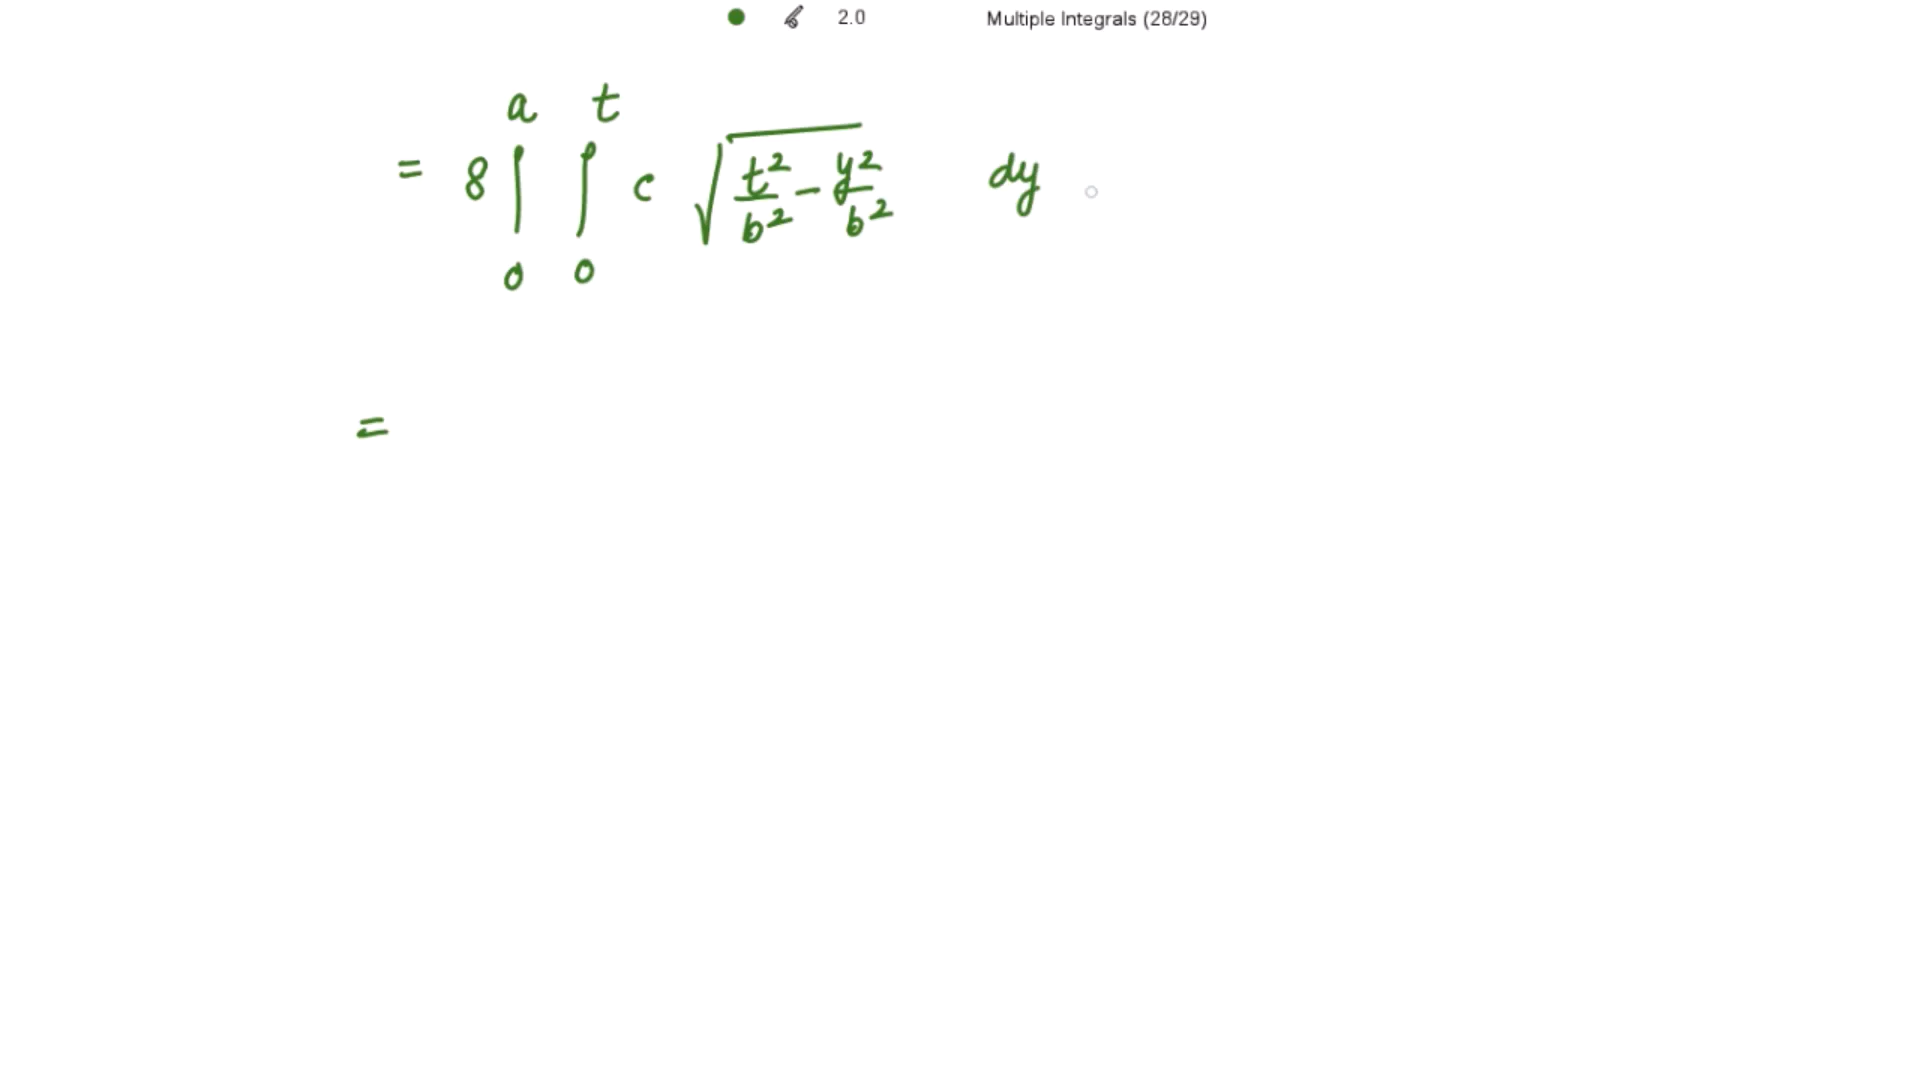 2.0 Multiple Integrals (28/29)
= 8 ∫₀ᵃ ∫₀ᵗ c √(t²/b² - y²/b²) dy
=